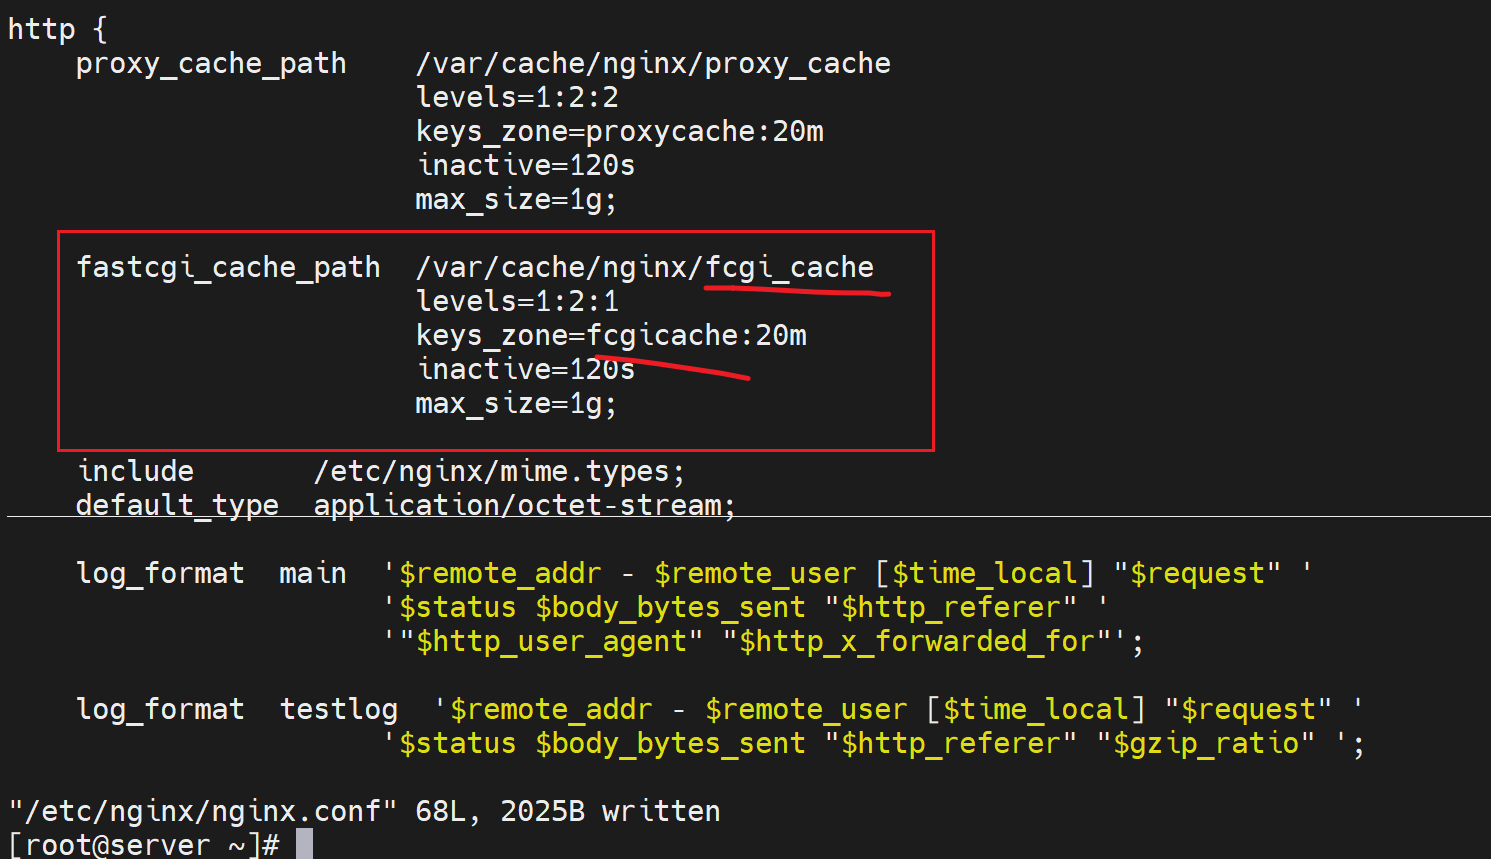 http {
    proxy_cache_path    /var/cache/nginx/proxy_cache
                        levels=1:2:2
                        keys_zone=proxycache:20m
                        inactive=120s
                        max_size=1g;
    fastcgi_cache_path  /var/cache/nginx/fcgi_cache
                        levels=1:2:1
                        keys_zone=fcgicache:20m
                        inactive=120s
                        max_size=1g;
    include       /etc/nginx/mime.types;
    default_type  application/octet-stream;
    log_format  main  '$remote_addr - $remote_user [$time_local] "$request" '
                      '$status $body_bytes_sent "$http_referer" '
                      '"$http_user_agent" "$http_x_forwarded_for"';
    log_format  testlog  '$remote_addr - $remote_user [$time_local] "$request" '
                      '$status $body_bytes_sent "$http_referer" "$gzip_ratio" ';
"/etc/nginx/nginx.conf" 68L, 2025B written
[root@server ~]#